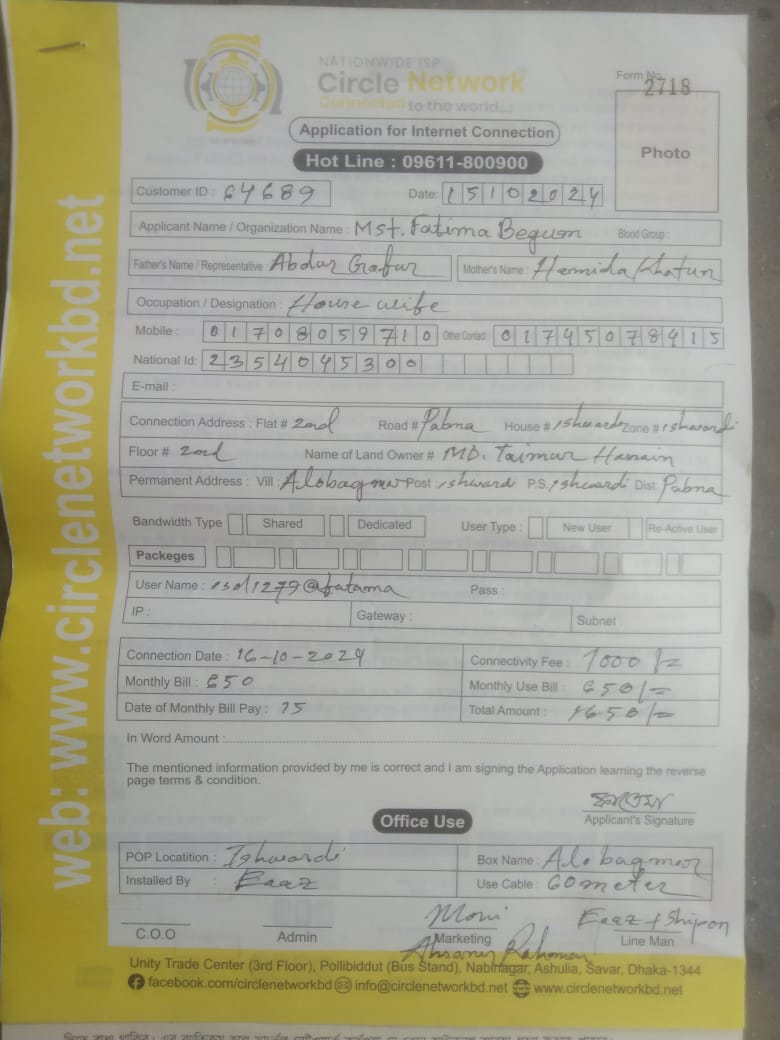 NATIONWIDE ISP
Circle Network
Connected to the world....
Form No.
2718
Application for Internet Connection
Hot Line : 09611-800900
Photo
Customer ID : 64689
Date: 15102024
Applicant Name / Organization Name : Mst. Fatima Begum Blood Group :
Father's Name / Representative : Abdur Gafur Mother's Name : Hamida Khatun
Occupation / Designation : House wife
Mobile : 01708059710 Other Contact : 01745078415
National Id: 2354045300
E-mail :
Connection Address : Flat # 2nd Road # Pabna House # ishwardi Zone # ishwardi
Floor # 2nd Name of Land Owner # MD. Taimur Hanain
Permanent Address : Vill : Alobagmor Post ishwardi P.S. ishwardi Dist Pabna
Bandwidth Type Shared Dedicated User Type : New User Re-Active User
Packeges
User Name : isd1279@fatama Pass :
IP : Gateway : Subnet :
Connection Date : 16-10-2024 Connectivity Fee : 1000/=
Monthly Bill : 650 Monthly Use Bill : 650/=
Date of Monthly Bill Pay : 15 Total Amount : 1650/=
In Word Amount :
The mentioned information provided by me is correct and I am signing the Application learning the reverse
page terms & condition.
Applicant's Signature
Office Use
POP Locatition : Ishwardi Box Name : Alobagmoor
Installed By : Eaaz Use Cable : 60 meter
Moni Eaaz + Shipon
C.O.O Admin Marketing Line Man
Ahsanur Rahman
Unity Trade Center (3rd Floor), Pollibiddut (Bus Stand), Nabinagar, Ashulia, Savar, Dhaka-1344
facebook.com/circlenetworkbd info@circlenetworkbd.net www.circlenetworkbd.net
web: www.circlenetworkbd.net